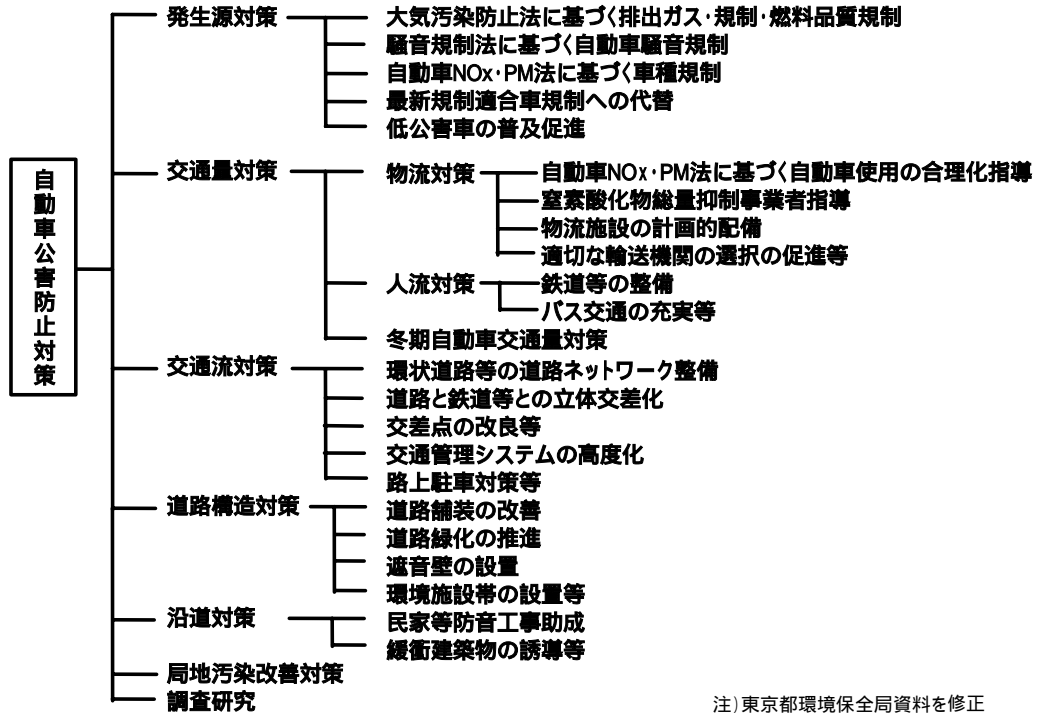 自動車公害防止対策
発生源対策
大気汚染防止法に基づく排出ガス・規制・燃料品質規制
騒音規制法に基づく自動車騒音規制
自動車NOx・PM法に基づく車種規制
最新規制適合車規制への代替
低公害車の普及促進
交通量対策
物流対策
自動車NOx・PM法に基づく自動車使用の合理化指導
窒素酸化物総量抑制事業者指導
物流施設の計画的配備
適切な輸送機関の選択の促進等
人流対策
鉄道等の整備
バス交通の充実等
冬期自動車交通量対策
交通流対策
環状道路等の道路ネットワーク整備
道路と鉄道等との立体交差化
交差点の改良等
交通管理システムの高度化
路上駐車対策等
道路構造対策
道路舗装の改善
道路緑化の推進
遮音壁の設置
環境施設帯の設置等
沿道対策
民家等防音工事助成
緩衝建築物の誘導等
局地汚染改善対策
調査研究
注)東京都環境保全局資料を修正